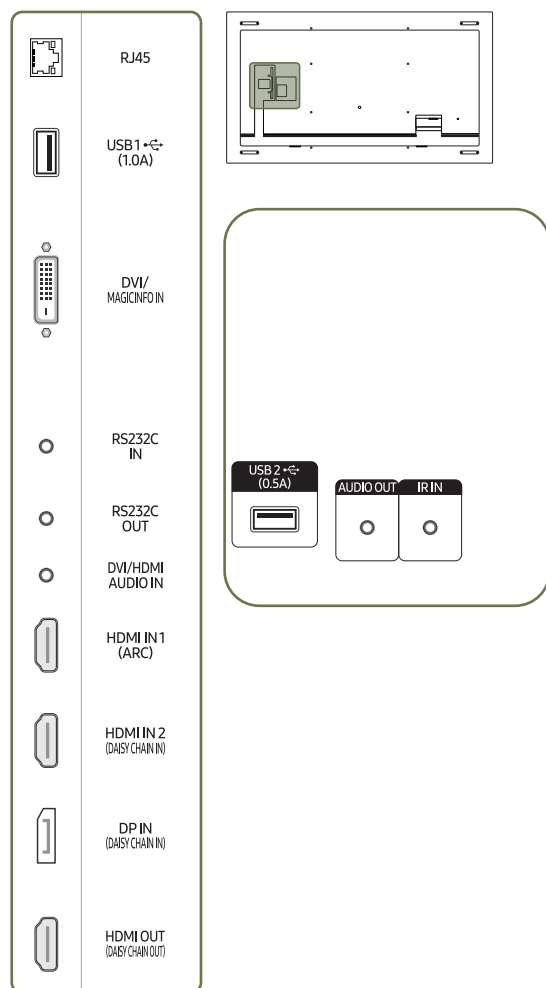 RJ45
USB 1
(1.0A)
DVI/
MAGICINFO IN
RS232C
IN
RS232C
OUT
DVI/HDMI
AUDIO IN
HDMI IN 1
(ARC)
HDMI IN 2
(DAISY CHAIN IN)
DP IN
(DAISY CHAIN IN)
HDMI OUT
(DAISY CHAIN OUT)
USB 2
(0.5A)
AUDIO OUT
IR IN